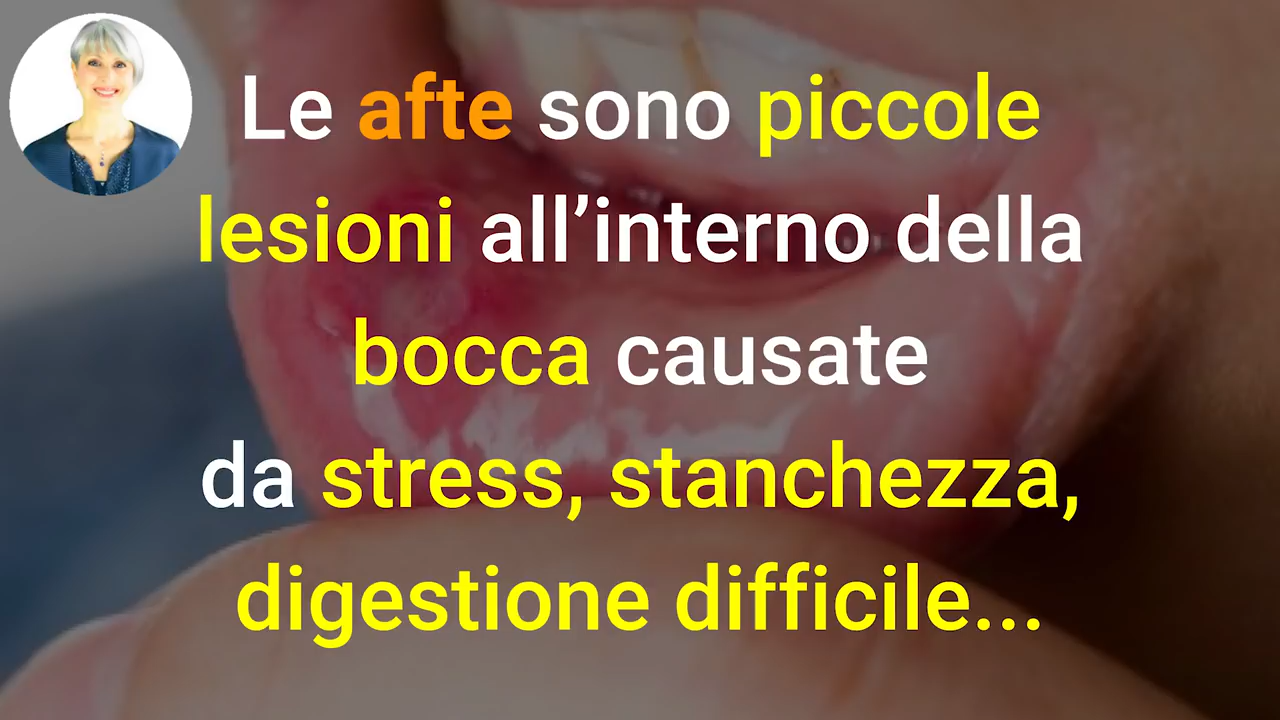 Le afte sono piccole
lesioni all’interno della
bocca causate
da stress, stanchezza,
digestione difficile...